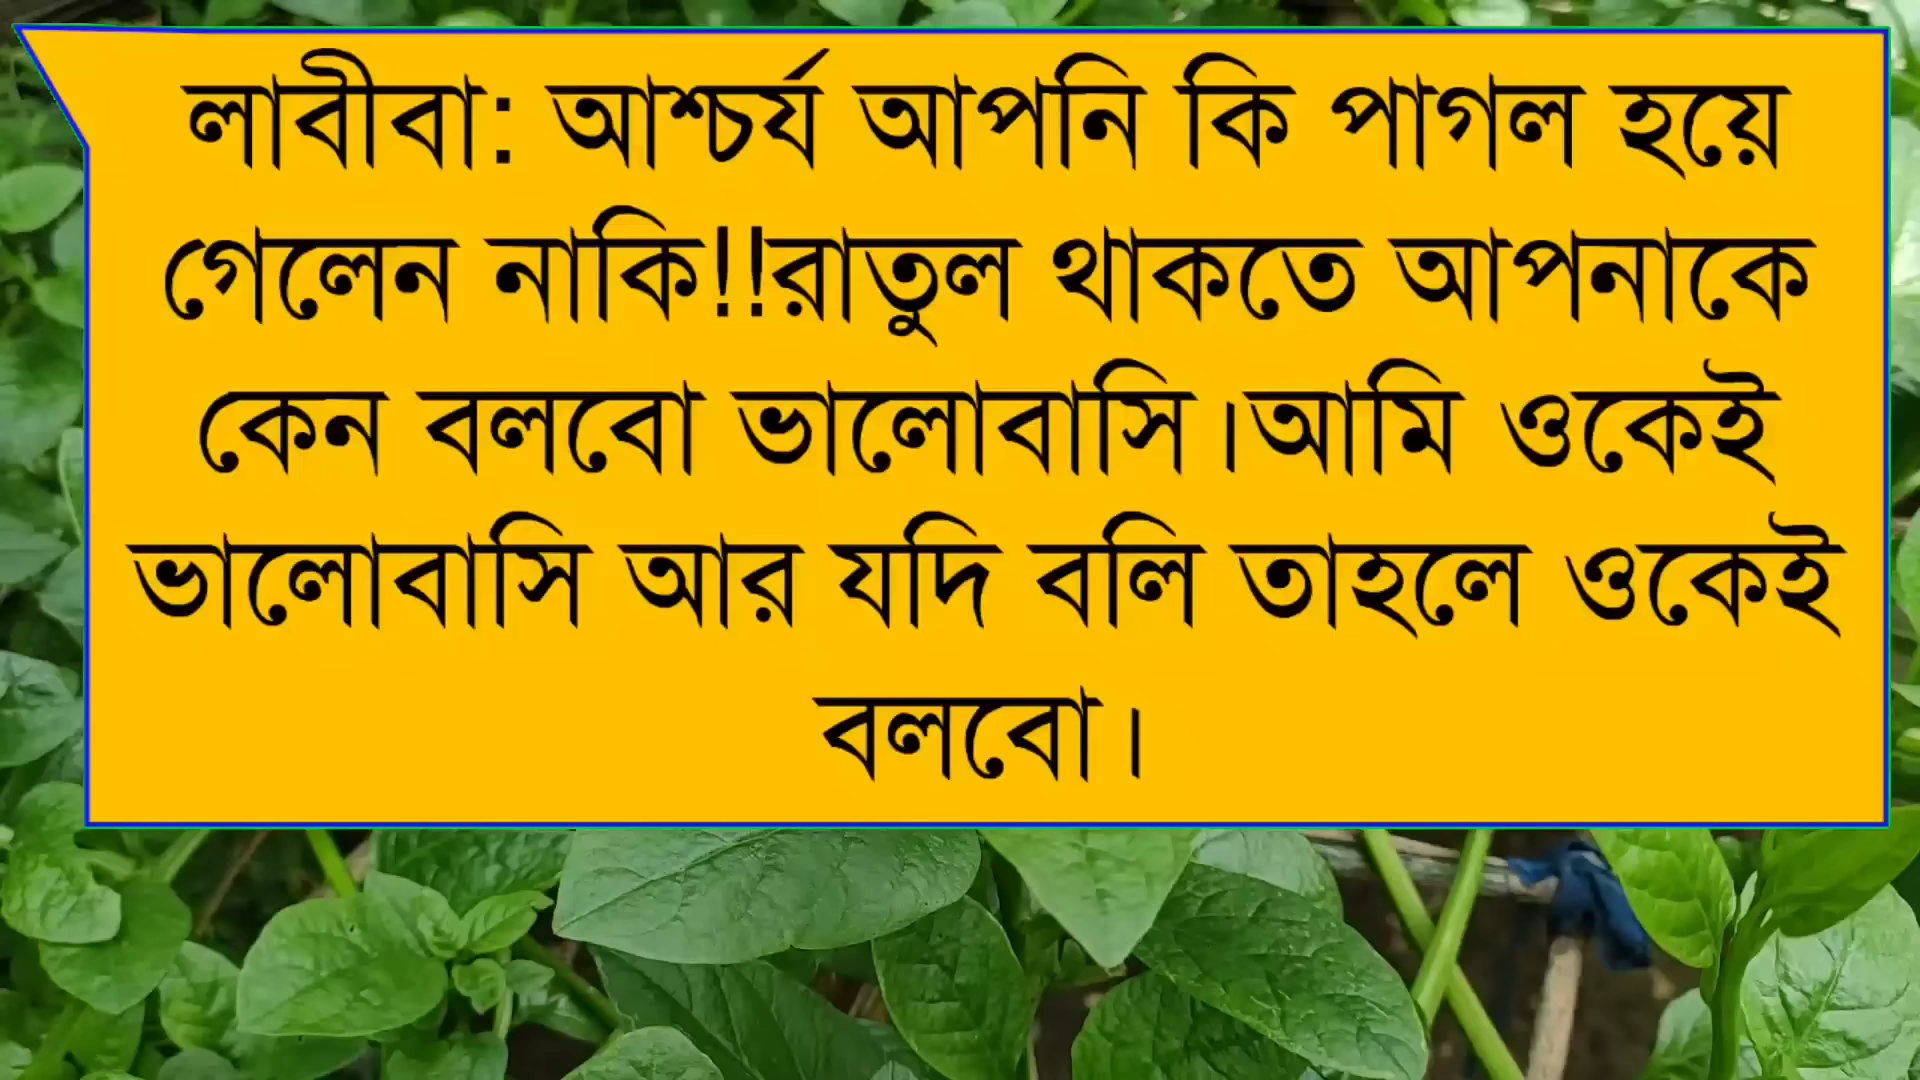 লাবীবা: আশ্চর্য আপনি কি পাগল হয়ে
গেলেন নাকি!!রাতুল থাকতে আপনাকে
কেন বলবো ভালোবাসি।আমি ওকেই
ভালোবাসি আর যদি বলি তাহলে ওকেই
বলবো।